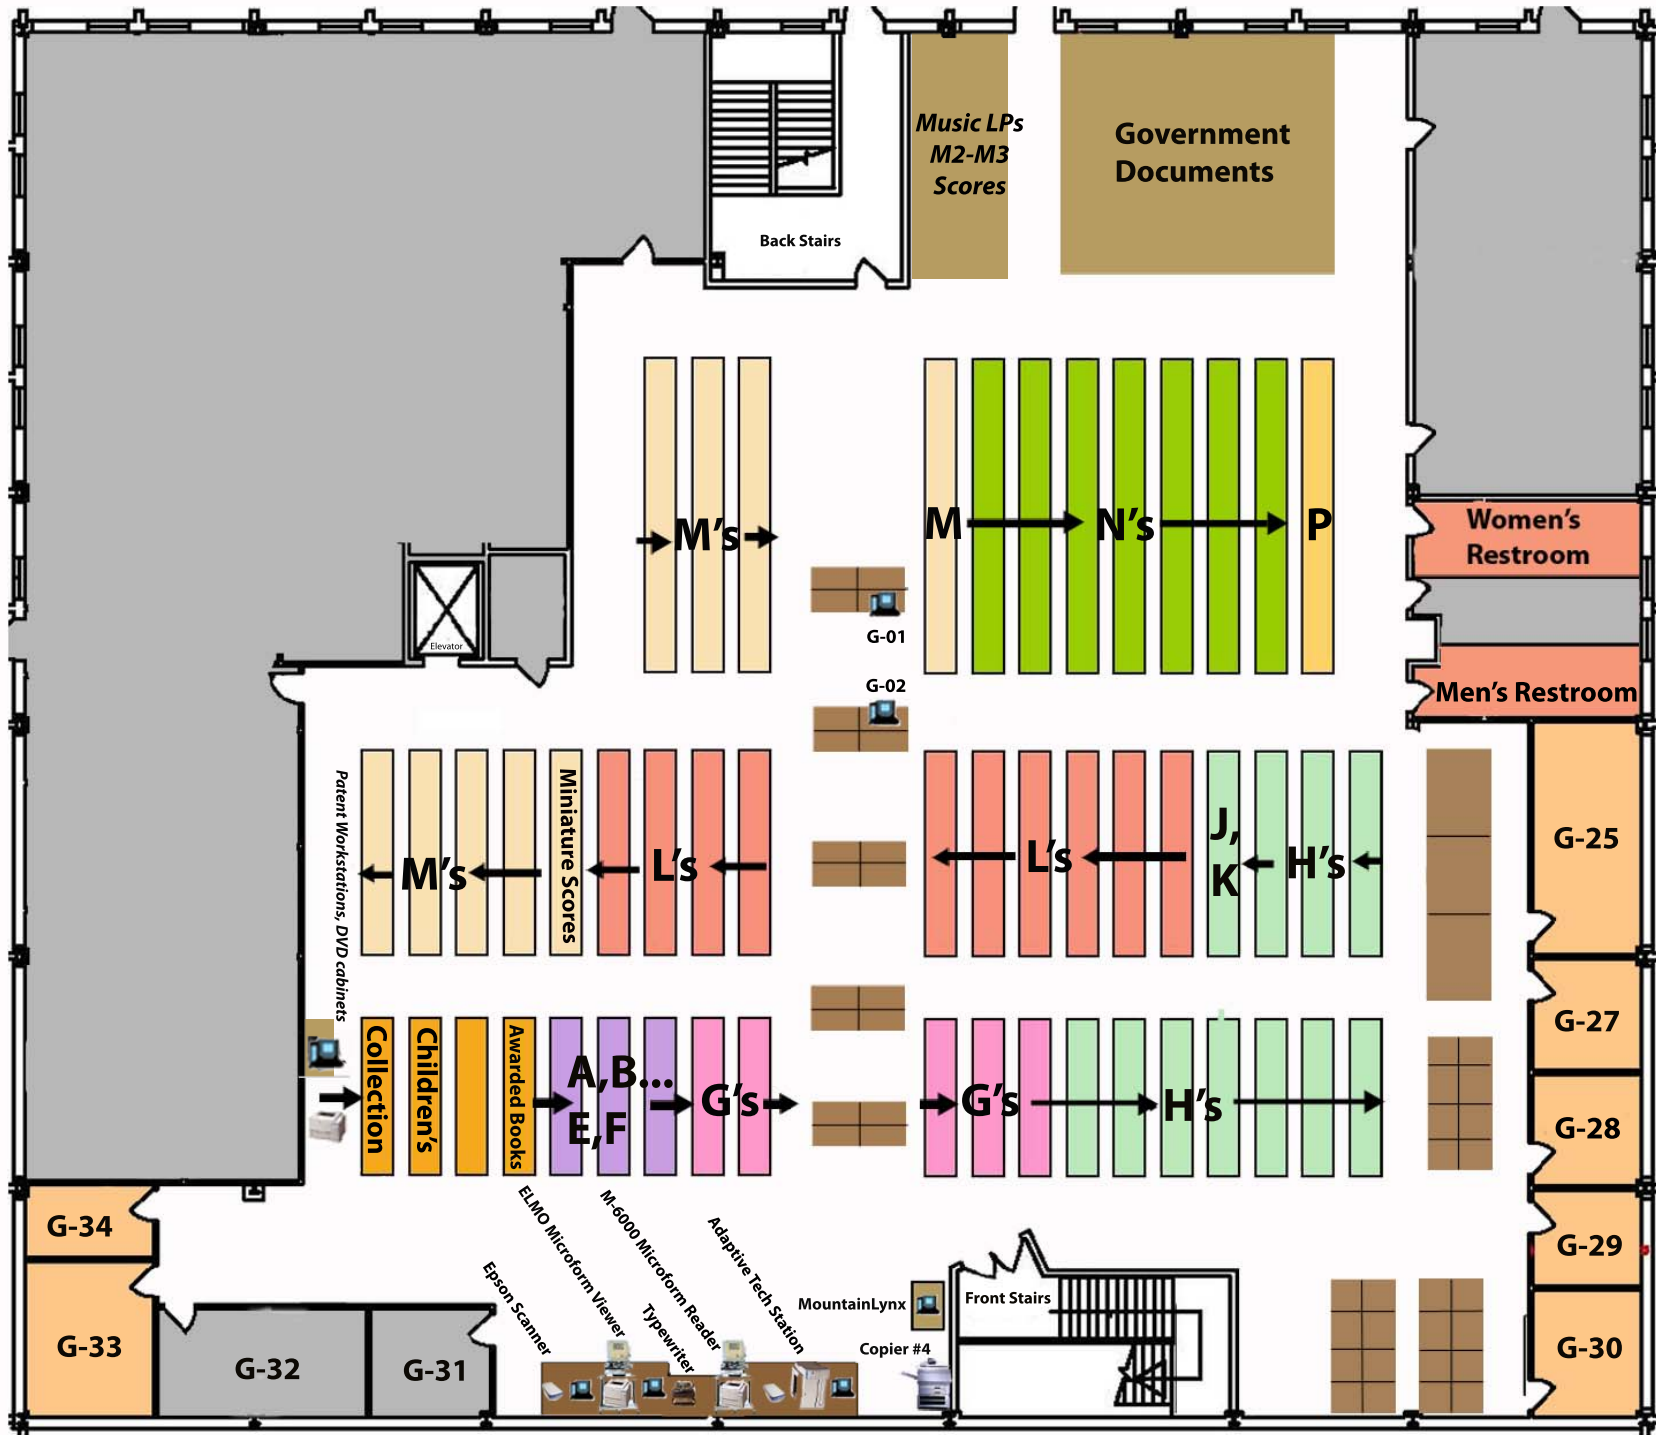 Music LPs
M2-M3
Scores
Government
Documents
Back Stairs
M's
M
N's
P
Women's
Restroom
G-01
Elevator
G-02
Men's Restroom
Patent Workstations, DVD cabinets
M's
Miniature Scores
L's
L's
J,
K
H's
G-25
Collection
Children's
Awarded Books
A,B...
E,F
G's
G's
H's
G-27
G-28
G-34
G-29
ELMO Microform Viewer
M-6000 Microform Reader
Adaptive Tech Station
Epson Scanner
Typewriter
MountainLynx
Front Stairs
Copier #4
G-33
G-32
G-31
G-30